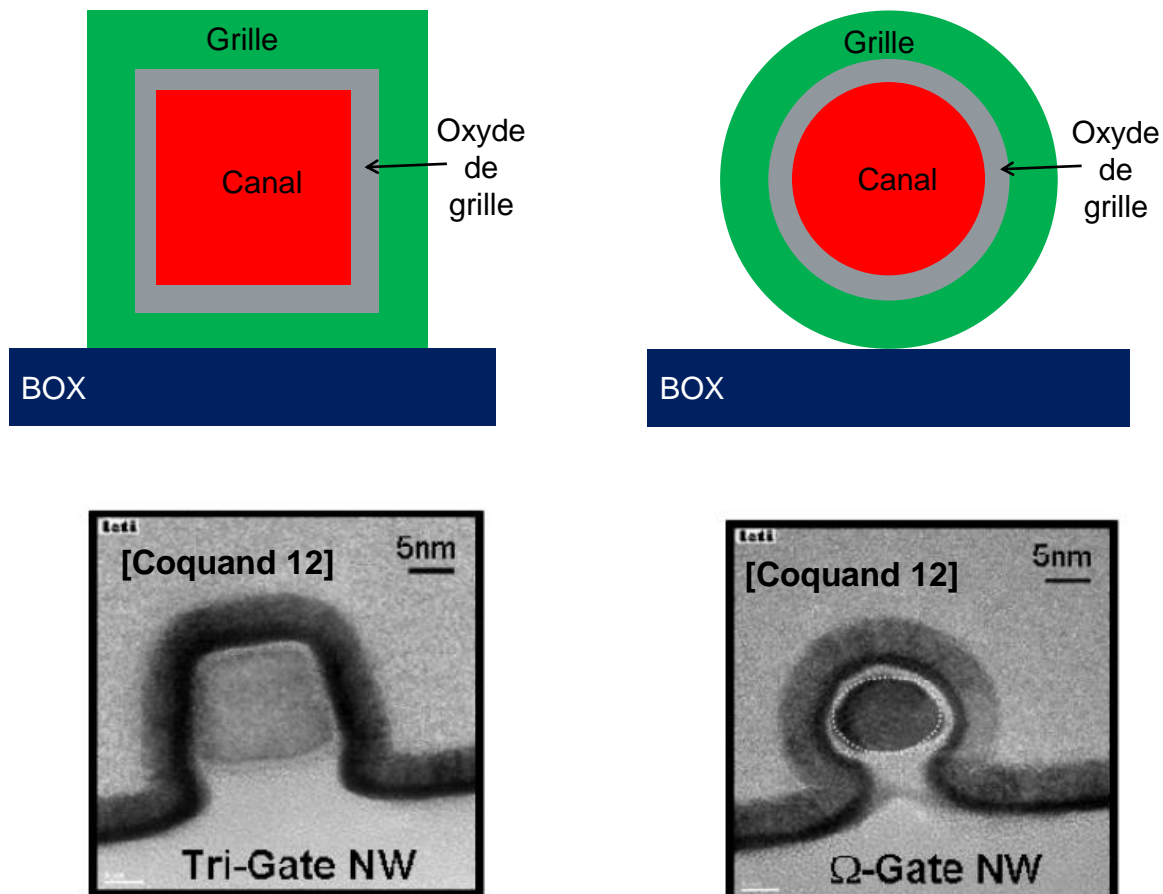 Grille
Canal
Oxyde
de
grille
BOX
Grille
Canal
Oxyde
de
grille
BOX
Leti
[Coquand 12]
5nm
Tri-Gate NW
Leti
[Coquand 12]
5nm
Ω-Gate NW